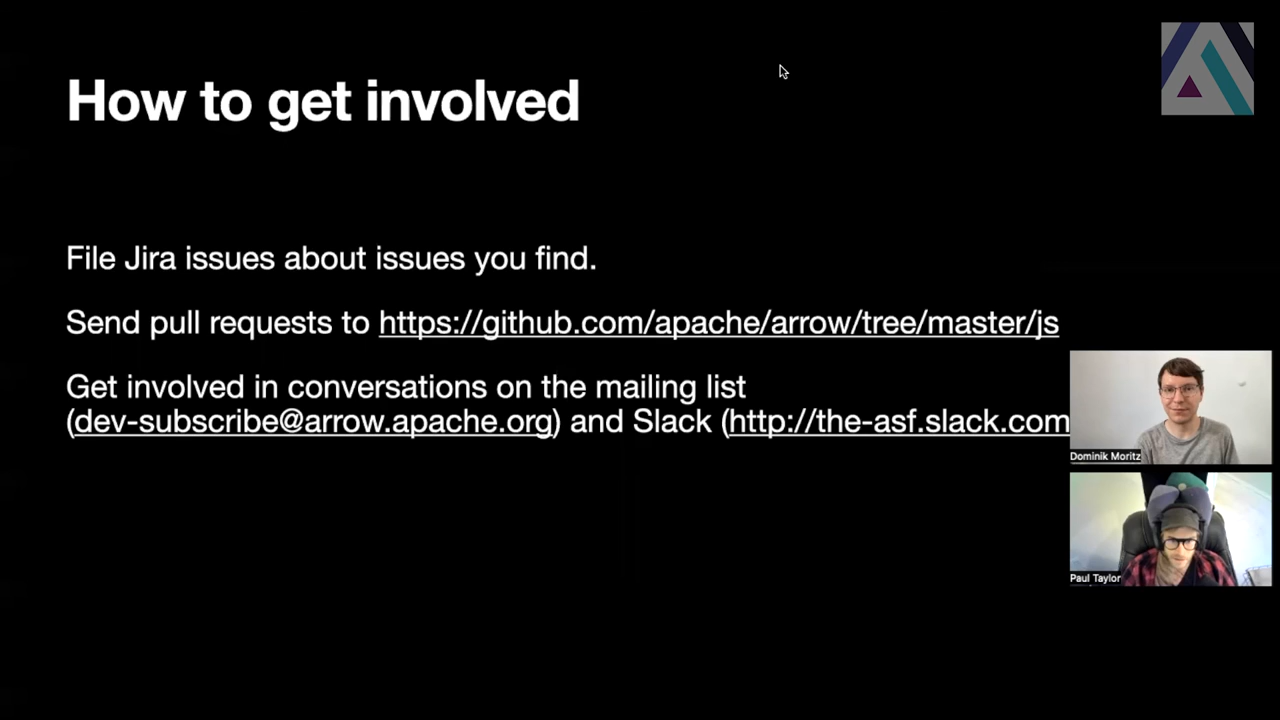 How to get involved
File Jira issues about issues you find.
Send pull requests to https://github.com/apache/arrow/tree/master/js
Get involved in conversations on the mailing list
(dev-subscribe@arrow.apache.org) and Slack (http://the-asf.slack.com
Dominik Moritz
Paul Taylor